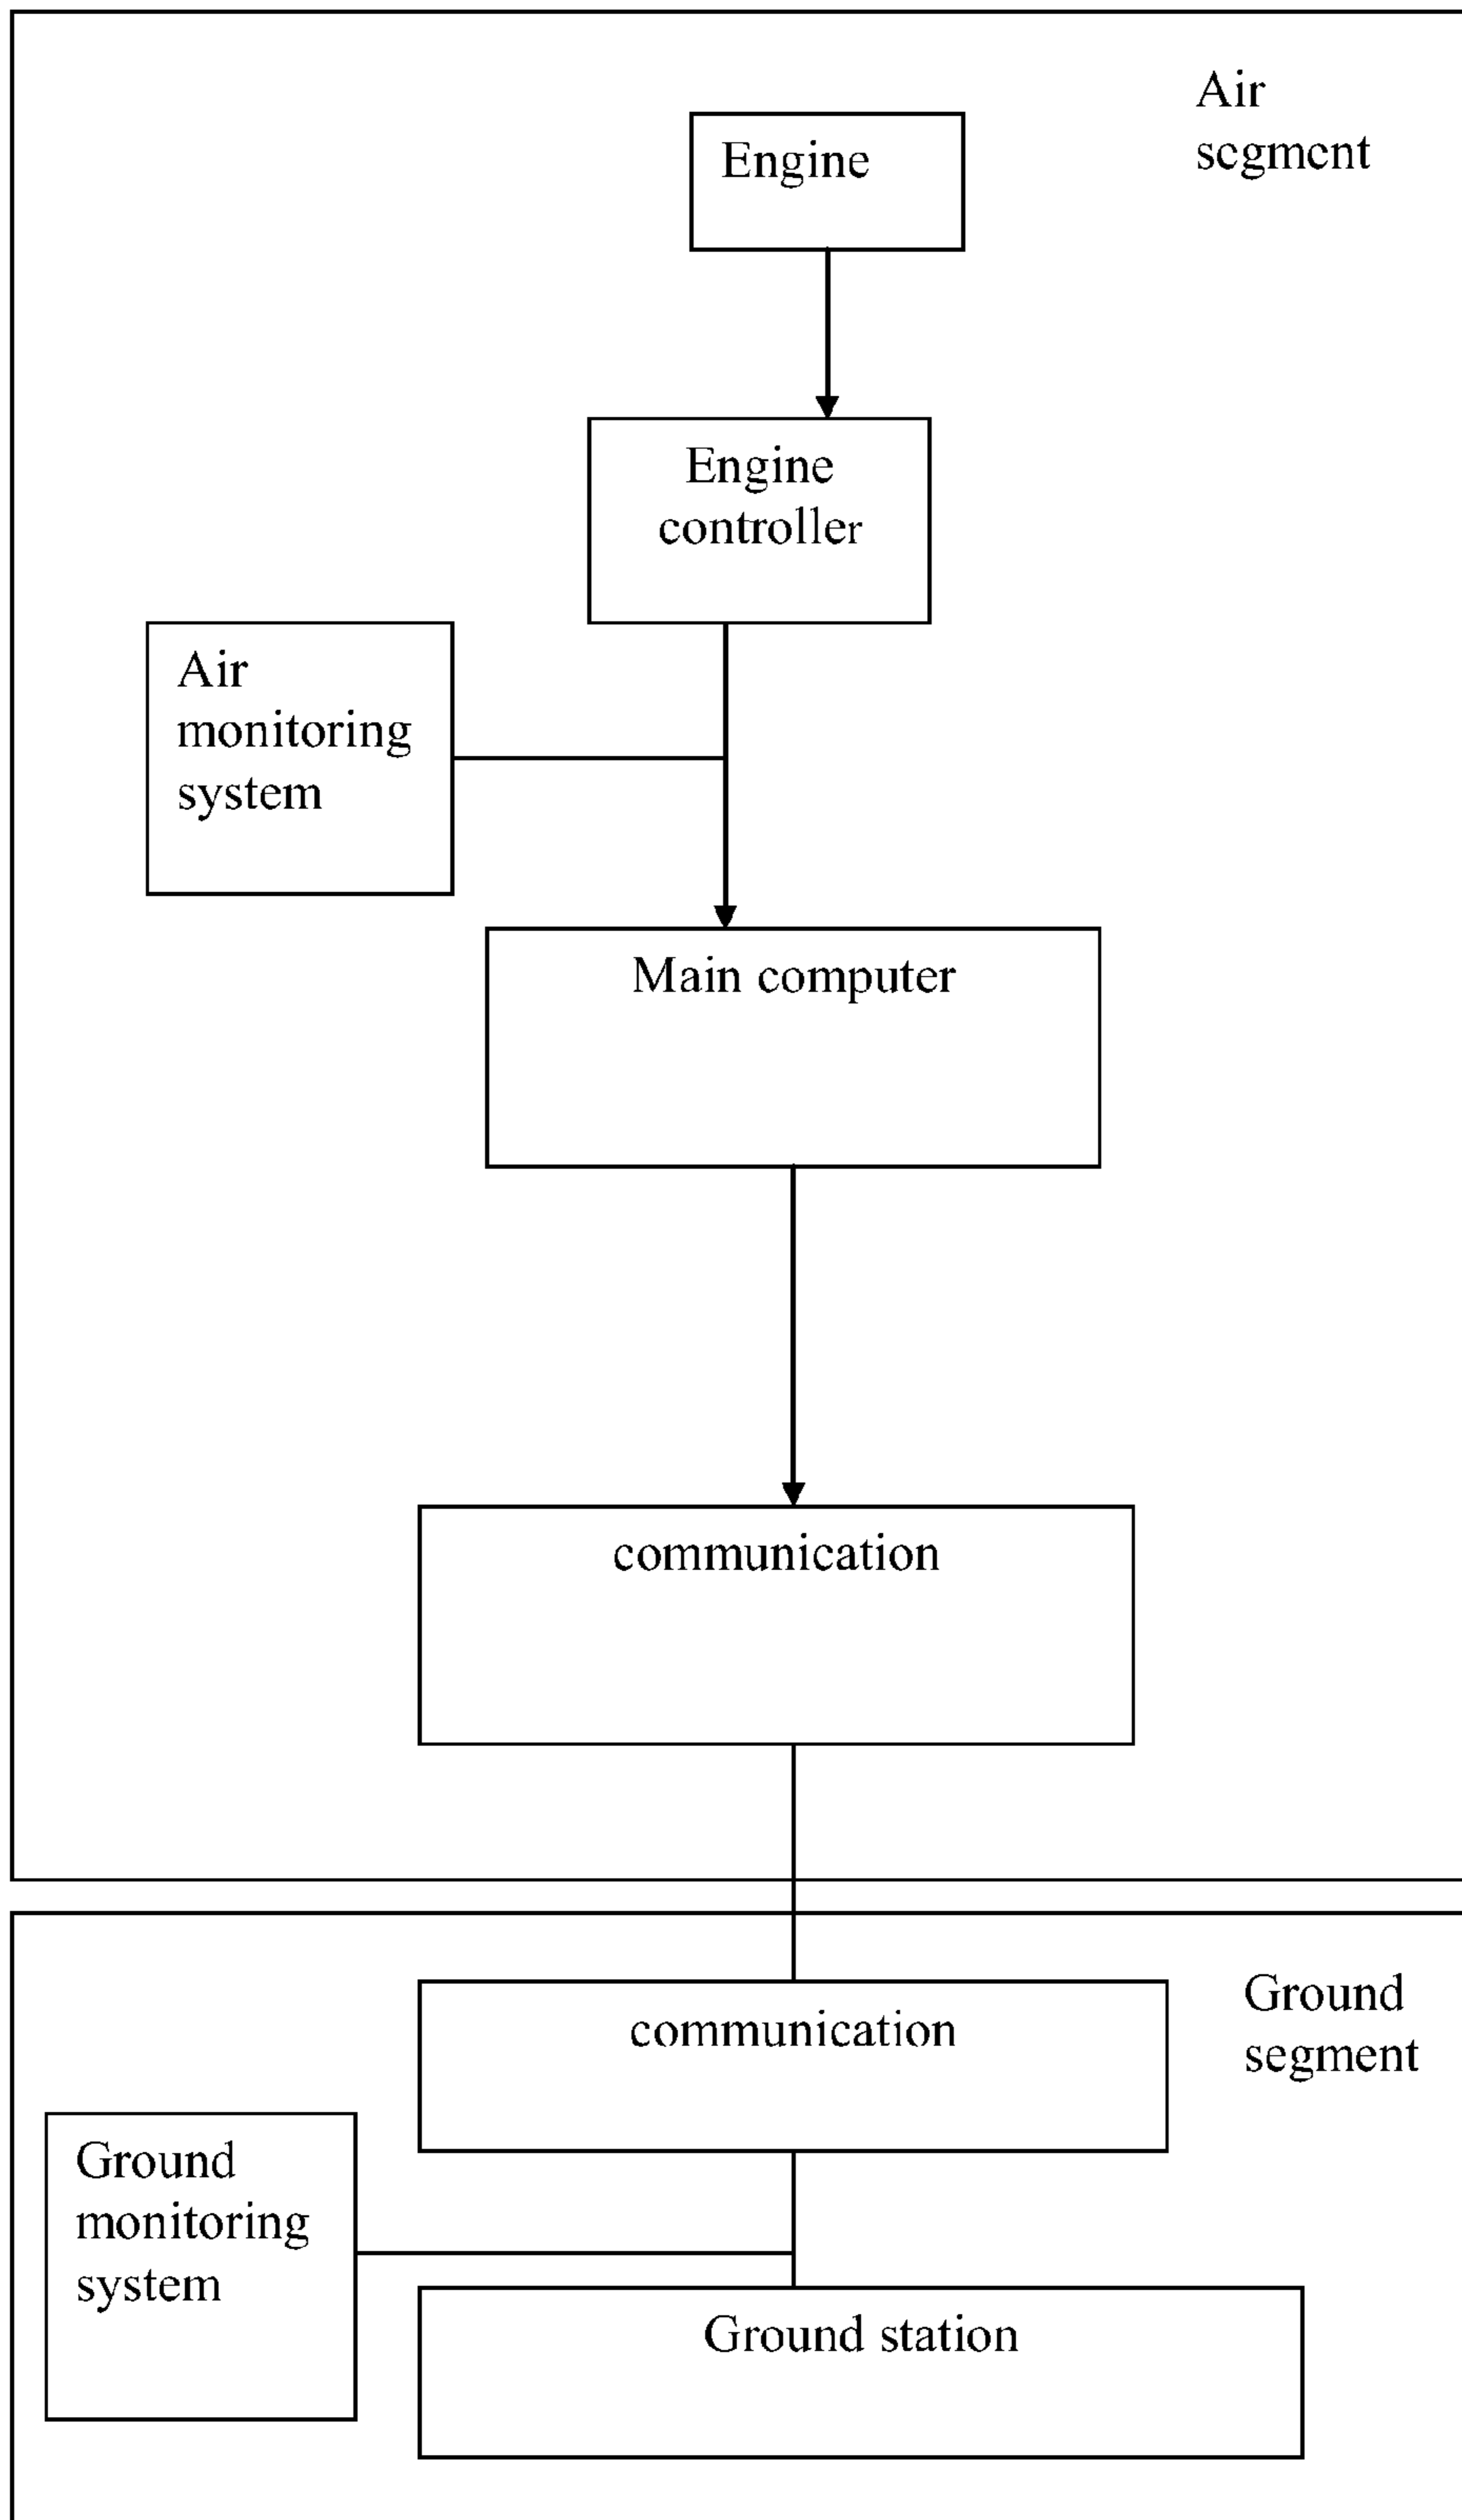 Air
segment
Engine
Engine
controller
Air
monitoring
system
Main computer
communication
communication
Ground
segment
Ground
monitoring
system
Ground station